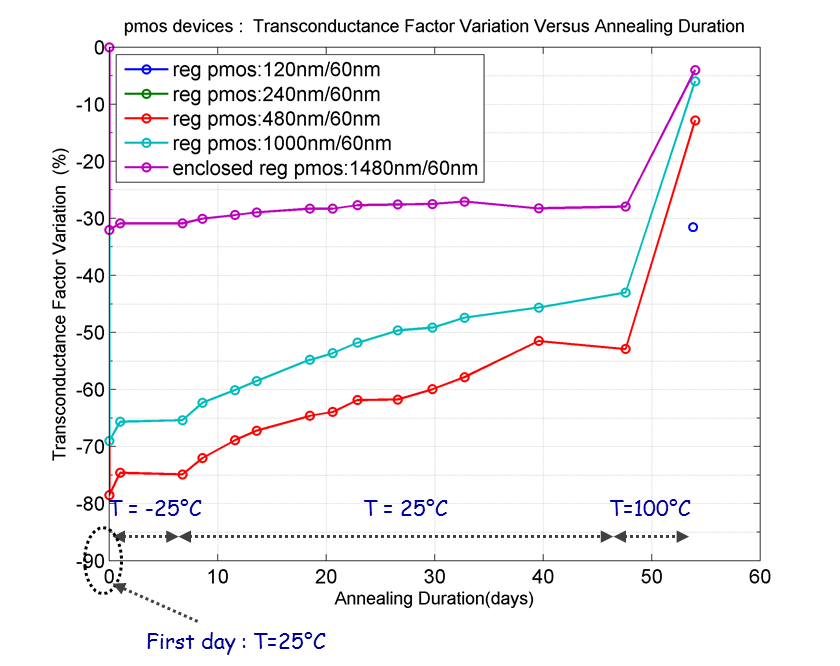 pmos devices : Transconductance Factor Variation Versus Annealing Duration
0
-10
-20
-30
-40
-50
-60
-70
-80
-90
Transconductance Factor Variation (%)
reg pmos:120nm/60nm
reg pmos:240nm/60nm
reg pmos:480nm/60nm
reg pmos:1000nm/60nm
enclosed reg pmos:1480nm/60nm
T = -25°C
T = 25°C
T=100°C
0 10 20 30 40 50 60
Annealing Duration(days)
First day : T=25°C